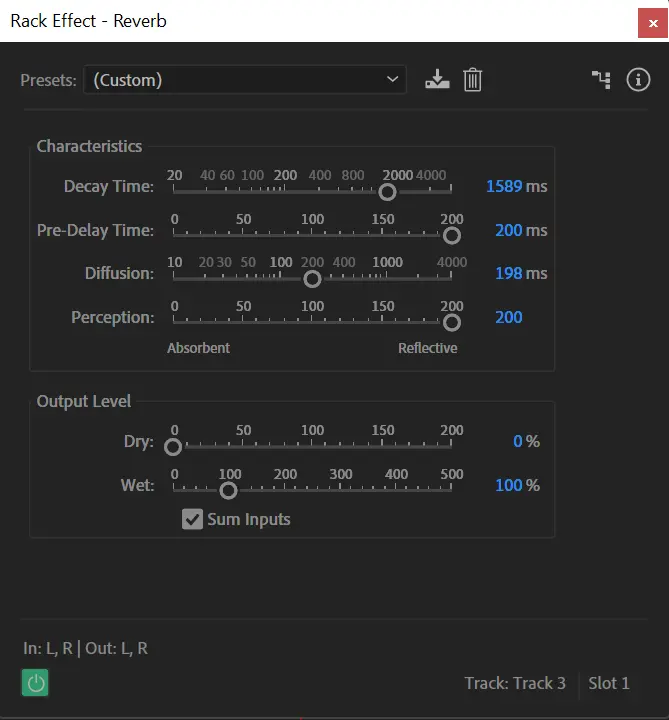 Rack Effect - Reverb
Presets: (Custom)
Characteristics
20 40 60 100 200 400 800 2000 4000
Decay Time: 1589 ms
0 50 100 150 200
Pre-Delay Time: 200 ms
10 20 30 50 100 200 400 1000 4000
Diffusion: 198 ms
0 50 100 150 200
Perception: 200
Absorbent Reflective
Output Level
0 50 100 150 200
Dry: 0 %
0 100 200 300 400 500
Wet: 100 %
Sum Inputs
In: L, R | Out: L, R
Track: Track 3 Slot 1